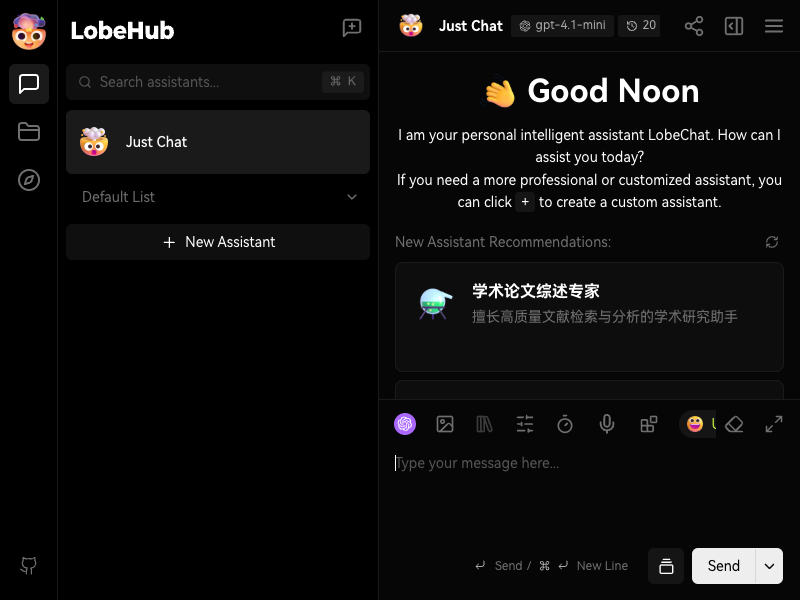 LobeHub
Search assistants...
⌘ K
Just Chat
Default List
New Assistant
Just Chat
gpt-4.1-mini
20
👋 Good Noon
I am your personal intelligent assistant LobeChat. How can I
assist you today?
If you need a more professional or customized assistant, you
can click + to create a custom assistant.
New Assistant Recommendations:
学术论文综述专家
擅长高质量文献检索与分析的学术研究助手
Type your message here...
↵ Send / ⌘ ↵ New Line
Send